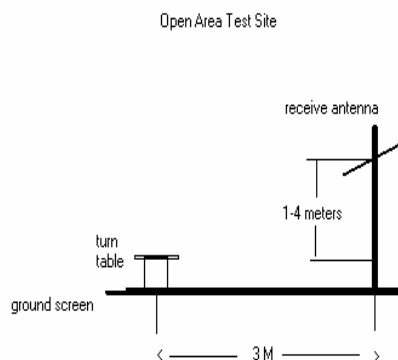 Open Area Test Site
receive antenna
1-4 meters
turn
table
ground screen
3 M